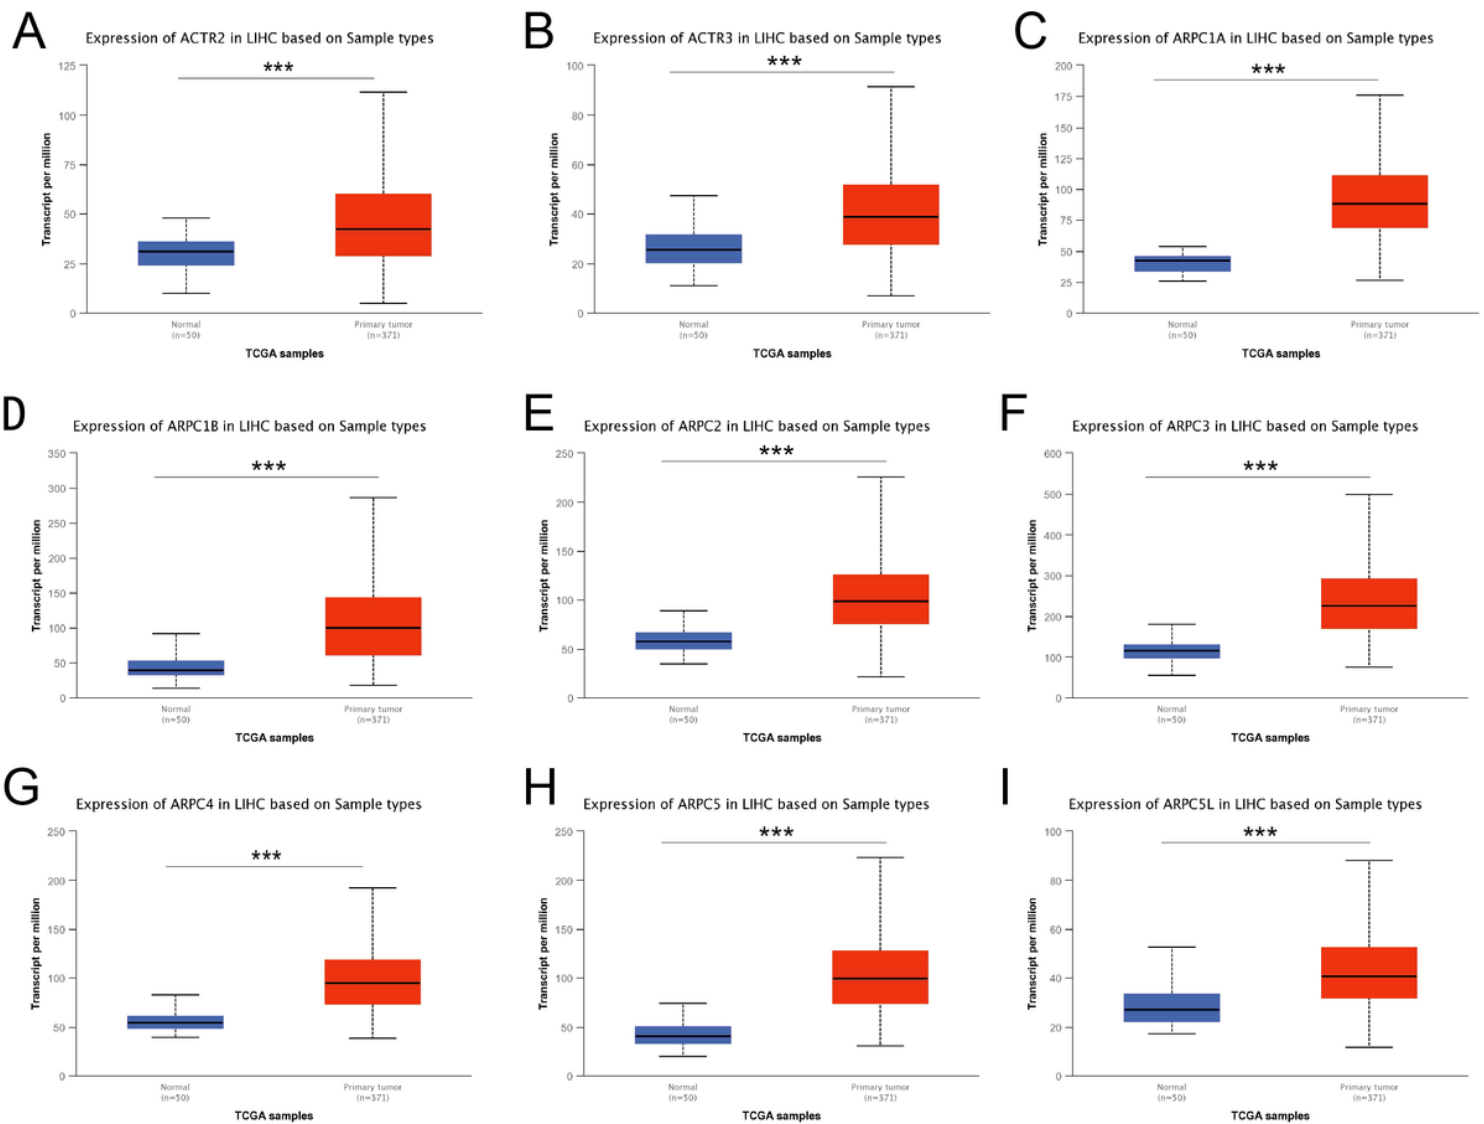 A
Expression of ACTR2 in LIHC based on Sample types
***
Transcript per million
125
100
75
50
25
0
Normal
(n=50)
Primary tumor
(n=371)
TCGA samples
B
Expression of ACTR3 in LIHC based on Sample types
***
Transcript per million
100
80
60
40
20
0
Normal
(n=50)
Primary tumor
(n=371)
TCGA samples
C
Expression of ARPC1A in LIHC based on Sample types
***
Transcript per million
200
175
150
125
100
75
50
25
0
Normal
(n=50)
Primary tumor
(n=371)
TCGA samples
D
Expression of ARPC1B in LIHC based on Sample types
***
Transcript per million
350
300
250
200
150
100
50
0
Normal
(n=50)
Primary tumor
(n=371)
TCGA samples
E
Expression of ARPC2 in LIHC based on Sample types
***
Transcript per million
250
200
150
100
50
0
Normal
(n=50)
Primary tumor
(n=371)
TCGA samples
F
Expression of ARPC3 in LIHC based on Sample types
***
Transcript per million
600
500
400
300
200
100
0
Normal
(n=50)
Primary tumor
(n=371)
TCGA samples
G
Expression of ARPC4 in LIHC based on Sample types
***
Transcript per million
250
200
150
100
50
0
Normal
(n=50)
Primary tumor
(n=371)
TCGA samples
H
Expression of ARPC5 in LIHC based on Sample types
***
Transcript per million
250
200
150
100
50
0
Normal
(n=50)
Primary tumor
(n=371)
TCGA samples
I
Expression of ARPC5L in LIHC based on Sample types
***
Transcript per million
100
80
60
40
20
0
Normal
(n=50)
Primary tumor
(n=371)
TCGA samples